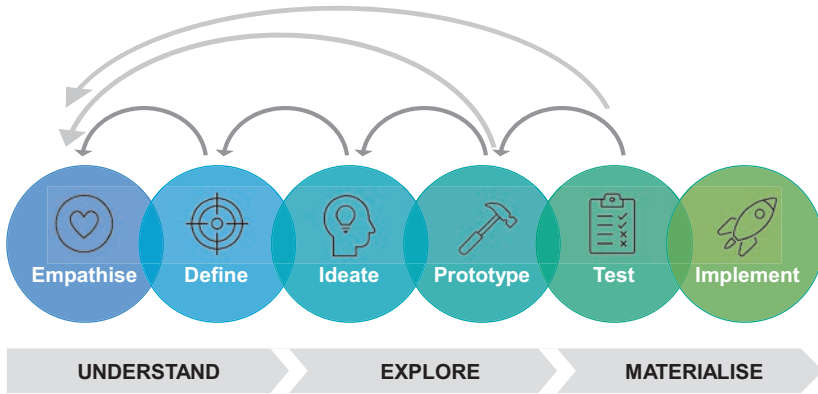 Empathise
Define
Ideate
Prototype
Test
Implement
UNDERSTAND
EXPLORE
MATERIALISE